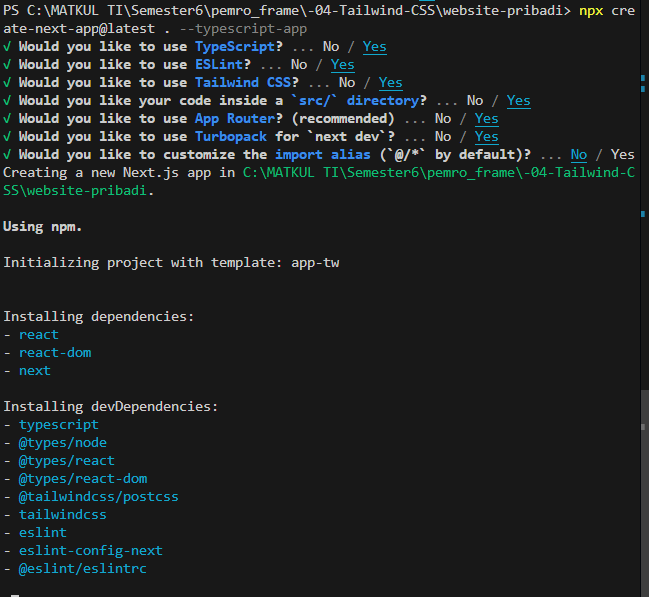 PS C:\MATKUL TI\Semester6\pemro_frame\-04-Tailwind-CSS\website-pribadi> npx cre
ate-next-app@latest . --typescript-app
√ Would you like to use TypeScript? ... No / Yes
√ Would you like to use ESLint? ... No / Yes
√ Would you like to use Tailwind CSS? ... No / Yes
√ Would you like your code inside a `src/` directory? ... No / Yes
√ Would you like to use App Router? (recommended) ... No / Yes
√ Would you like to use Turbopack for `next dev`? ... No / Yes
√ Would you like to customize the import alias (`@/*` by default)? ... No / Yes
Creating a new Next.js app in C:\MATKUL TI\Semester6\pemro_frame\-04-Tailwind-C
SS\website-pribadi.
Using npm.
Initializing project with template: app-tw
Installing dependencies:
- react
- react-dom
- next
Installing devDependencies:
- typescript
- @types/node
- @types/react
- @types/react-dom
- @tailwindcss/postcss
- tailwindcss
- eslint
- eslint-config-next
- @eslint/eslintrc